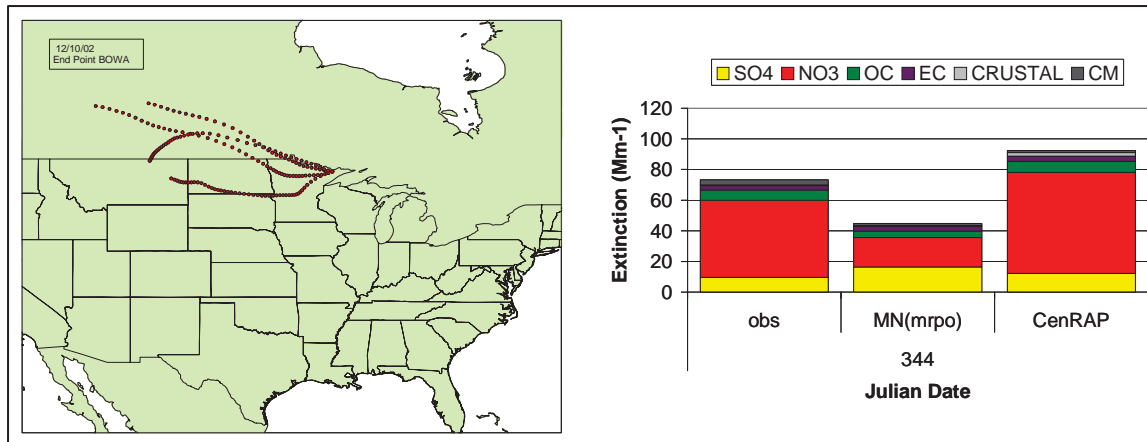 12/10/02
End Point BOWA
SO4 NO3 OC EC CRUSTAL CM
Extinction (Mm-1)
120
100
80
60
40
20
0
obs MN(mrpo) CenRAP
344
Julian Date